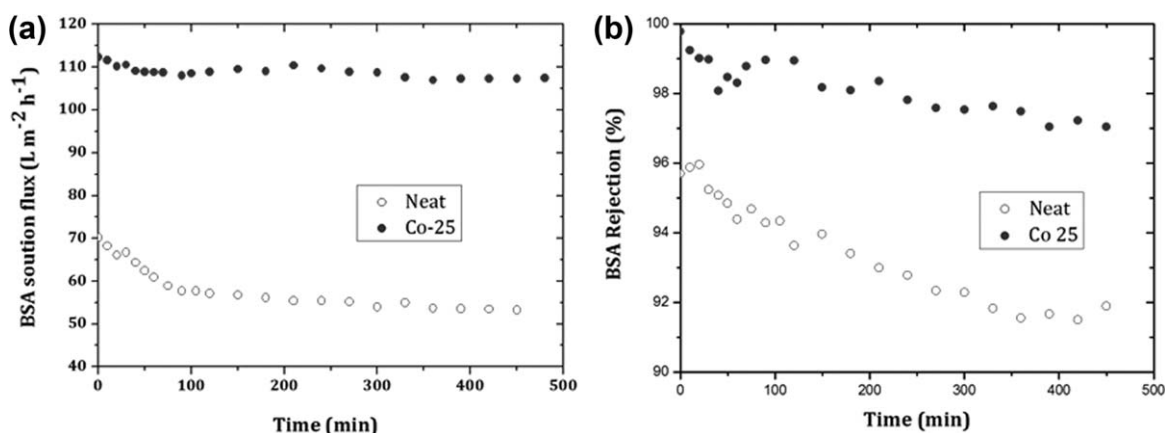 (a)
120
110
100
90
80
70
60
50
40
BSA soution flux (L m⁻² h⁻¹)
Neat
Co-25
0 100 200 300 400 500
Time (min)
(b)
100
98
96
94
92
90
BSA Rejection (%)
Neat
Co 25
0 100 200 300 400 500
Time (min)